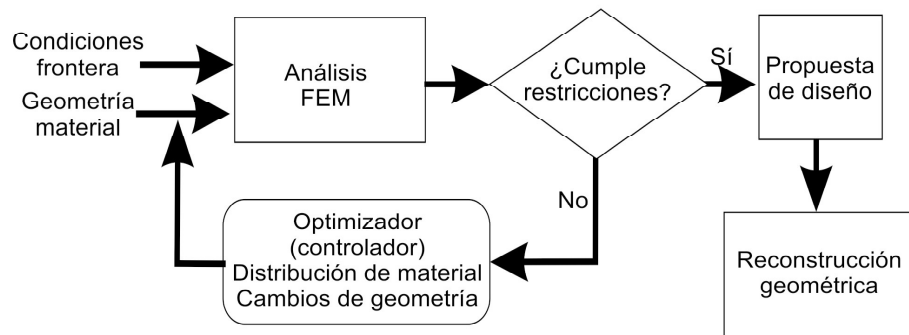 Condiciones
frontera
Geometría
material
Análisis
FEM
¿Cumple
restricciones?
Sí
No
Propuesta
de diseño
Optimizador
(controlador)
Distribución de material
Cambios de geometría
Reconstrucción
geométrica